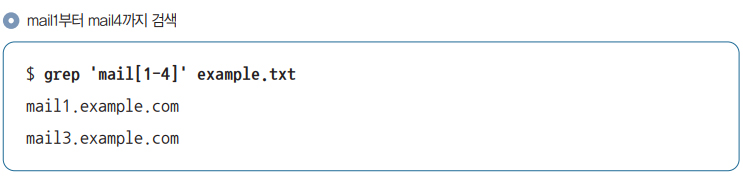 mail1부터 mail4까지 검색
$ grep 'mail[1-4]' example.txt
mail1.example.com
mail3.example.com